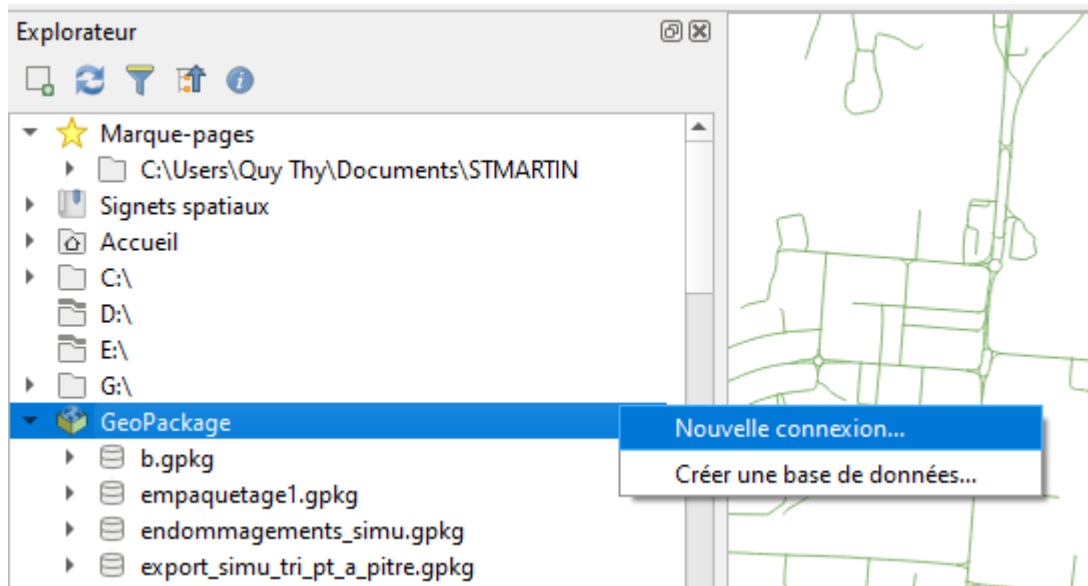 Explorateur
Marque-pages
C:\Users\Quy Thy\Documents\STMARTIN
Signets spatiaux
Accueil
C:\
D:\
E:\
G:\
GeoPackage
Nouvelle connexion...
b.gpkg
Créer une base de données...
empaquetage1.gpkg
endommagements_simu.gpkg
export_simu_tri_pt_a_pitre.gpkg